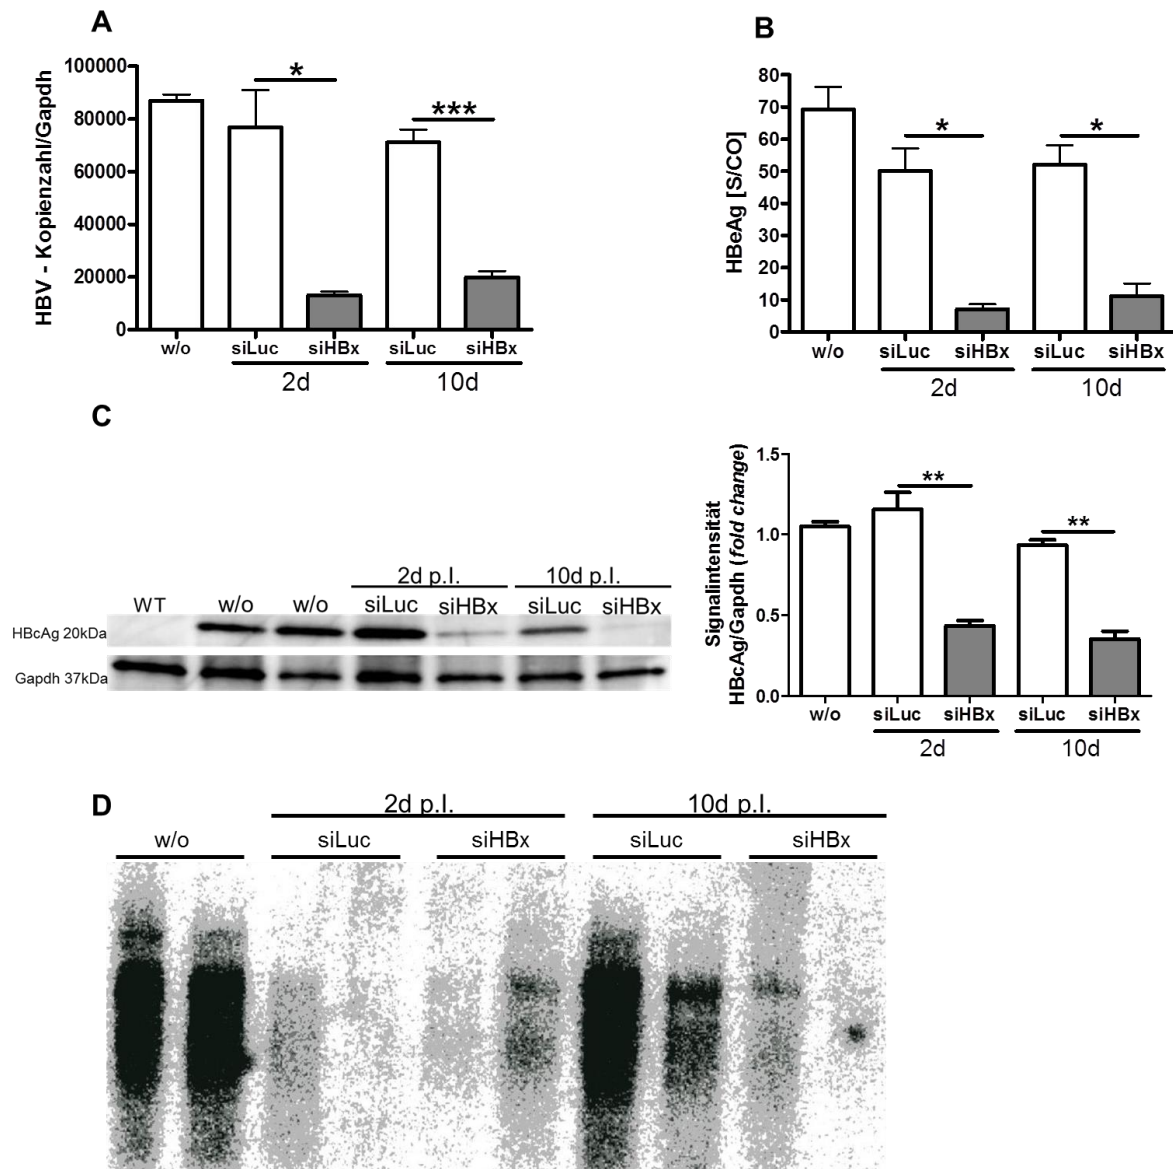 A
HBV - Kopienzahl/Gapdh
100000
80000
60000
40000
20000
0
*
***
w/o siLuc siHBx siLuc siHBx
2d 10d
B
HBeAg [S/CO]
80
70
60
50
40
30
20
10
0
* *
w/o siLuc siHBx siLuc siHBx
2d 10d
C
2d p.I. 10d p.I.
WT w/o w/o siLuc siHBx siLuc siHBx
HBcAg 20kDa
Gapdh 37kDa
Signalintensität
HBcAg/Gapdh (fold change)
1.5
1.0
0.5
0.0
**
**
w/o siLuc siHBx siLuc siHBx
2d 10d
D
2d p.I. 10d p.I.
w/o siLuc siHBx siLuc siHBx